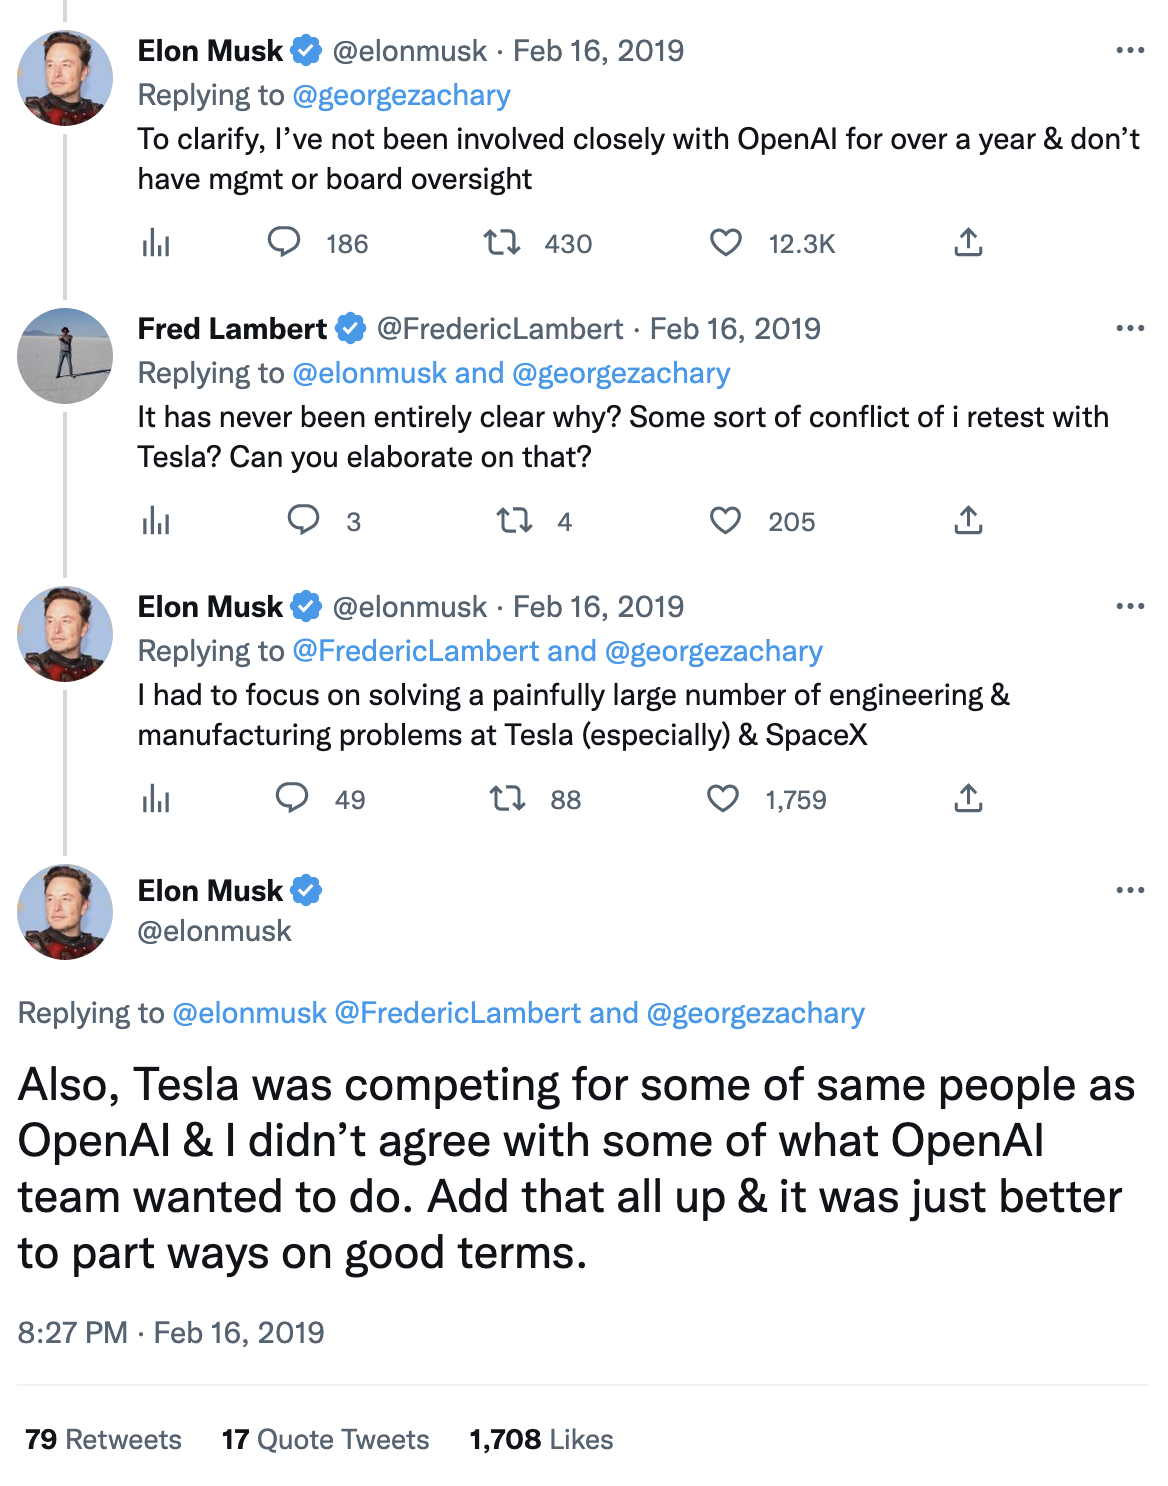 Elon Musk @elonmusk · Feb 16, 2019
Replying to @georgezachary
To clarify, I’ve not been involved closely with OpenAI for over a year & don’t
have mgmt or board oversight
186 430 12.3K
Fred Lambert @FredericLambert · Feb 16, 2019
Replying to @elonmusk and @georgezachary
It has never been entirely clear why? Some sort of conflict of i retest with
Tesla? Can you elaborate on that?
3 4 205
Elon Musk @elonmusk · Feb 16, 2019
Replying to @FredericLambert and @georgezachary
I had to focus on solving a painfully large number of engineering &
manufacturing problems at Tesla (especially) & SpaceX
49 88 1,759
Elon Musk
@elonmusk
Replying to @elonmusk @FredericLambert and @georgezachary
Also, Tesla was competing for some of same people as
OpenAI & I didn’t agree with some of what OpenAI
team wanted to do. Add that all up & it was just better
to part ways on good terms.
8:27 PM · Feb 16, 2019
79 Retweets 17 Quote Tweets 1,708 Likes